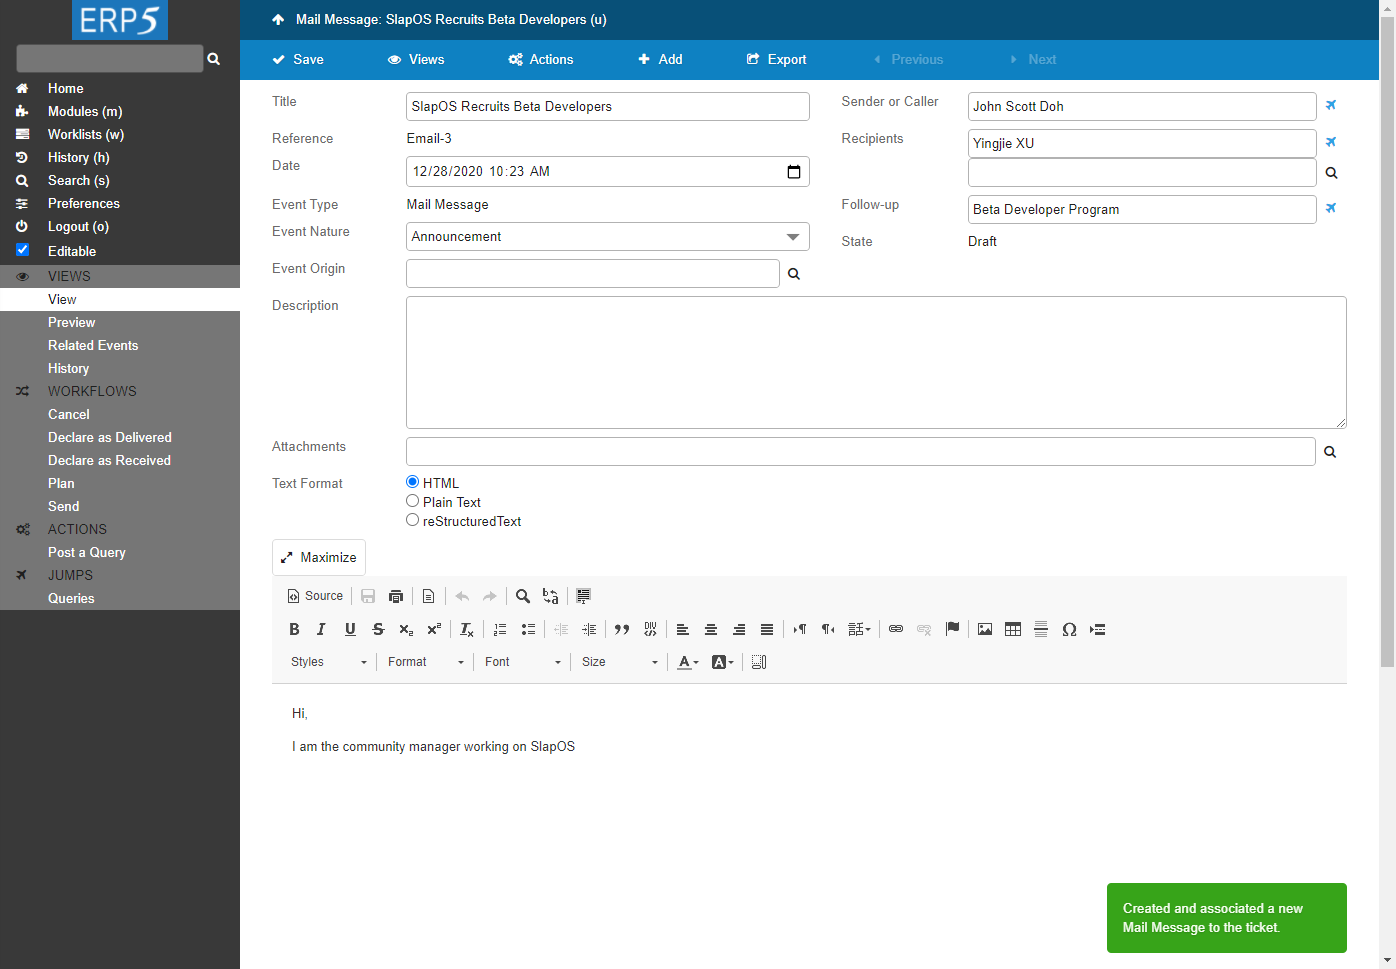 ERP5
Mail Message: SlapOS Recruits Beta Developers (u)
Save
Views
Actions
Add
Export
Previous
Next
Home
Modules (m)
Worklists (w)
History (h)
Search (s)
Preferences
Logout (o)
Editable
VIEWS
View
Preview
Related Events
History
WORKFLOWS
Cancel
Declare as Delivered
Declare as Received
Plan
Send
ACTIONS
Post a Query
JUMPS
Queries
Title
SlapOS Recruits Beta Developers
Reference
Email-3
Date
12/28/2020 10:23 AM
Event Type
Mail Message
Event Nature
Announcement
Event Origin
Sender or Caller
John Scott Doh
Recipients
Yingjie XU
Follow-up
Beta Developer Program
State
Draft
Description
Attachments
Text Format
HTML
Plain Text
reStructuredText
Maximize
Source
Styles
Format
Font
Size
Hi,
I am the community manager working on SlapOS
Created and associated a new
Mail Message to the ticket.